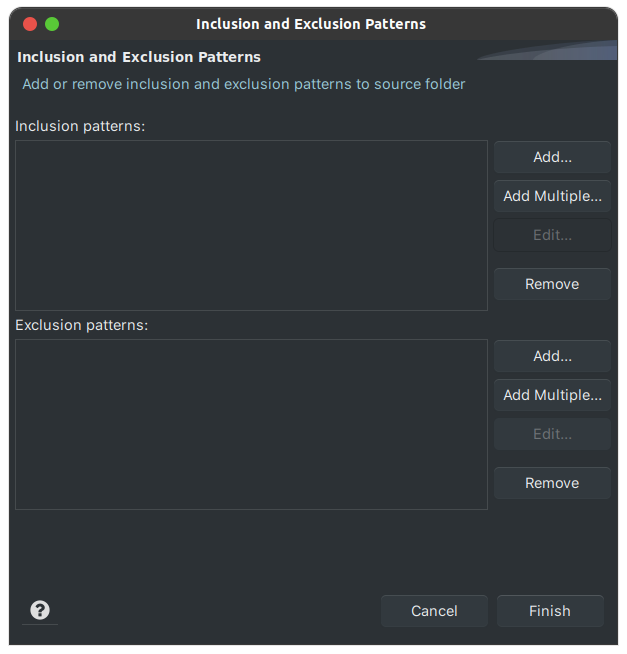 Inclusion and Exclusion Patterns
Inclusion and Exclusion Patterns
Add or remove inclusion and exclusion patterns to source folder
Inclusion patterns:
Add...
Add Multiple...
Edit...
Remove
Exclusion patterns:
Add...
Add Multiple...
Edit...
Remove
?
Cancel
Finish